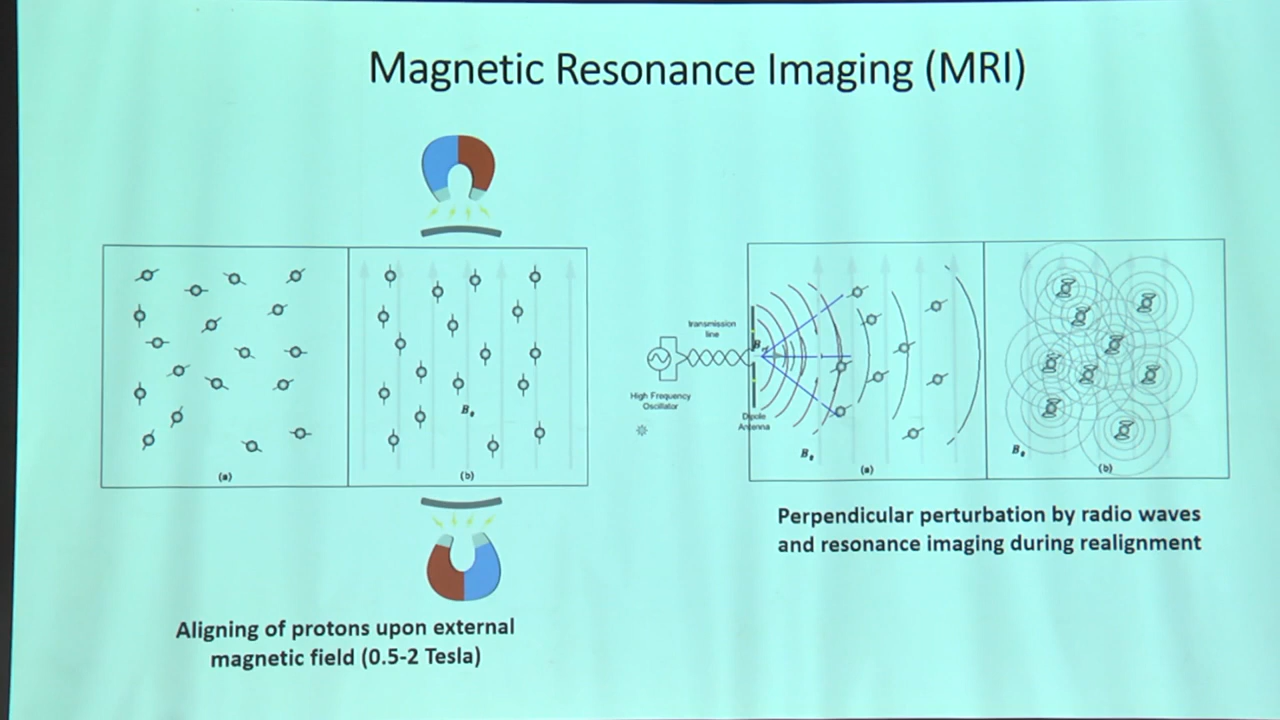 Magnetic Resonance Imaging (MRI)
transmission
line
High Frequency
Oscillator
Dipole
Antenna
B₀
(a)
B₀
(b)
B₀
(a)
B₀
(b)
Aligning of protons upon external
magnetic field (0.5-2 Tesla)
Perpendicular perturbation by radio waves
and resonance imaging during realignment